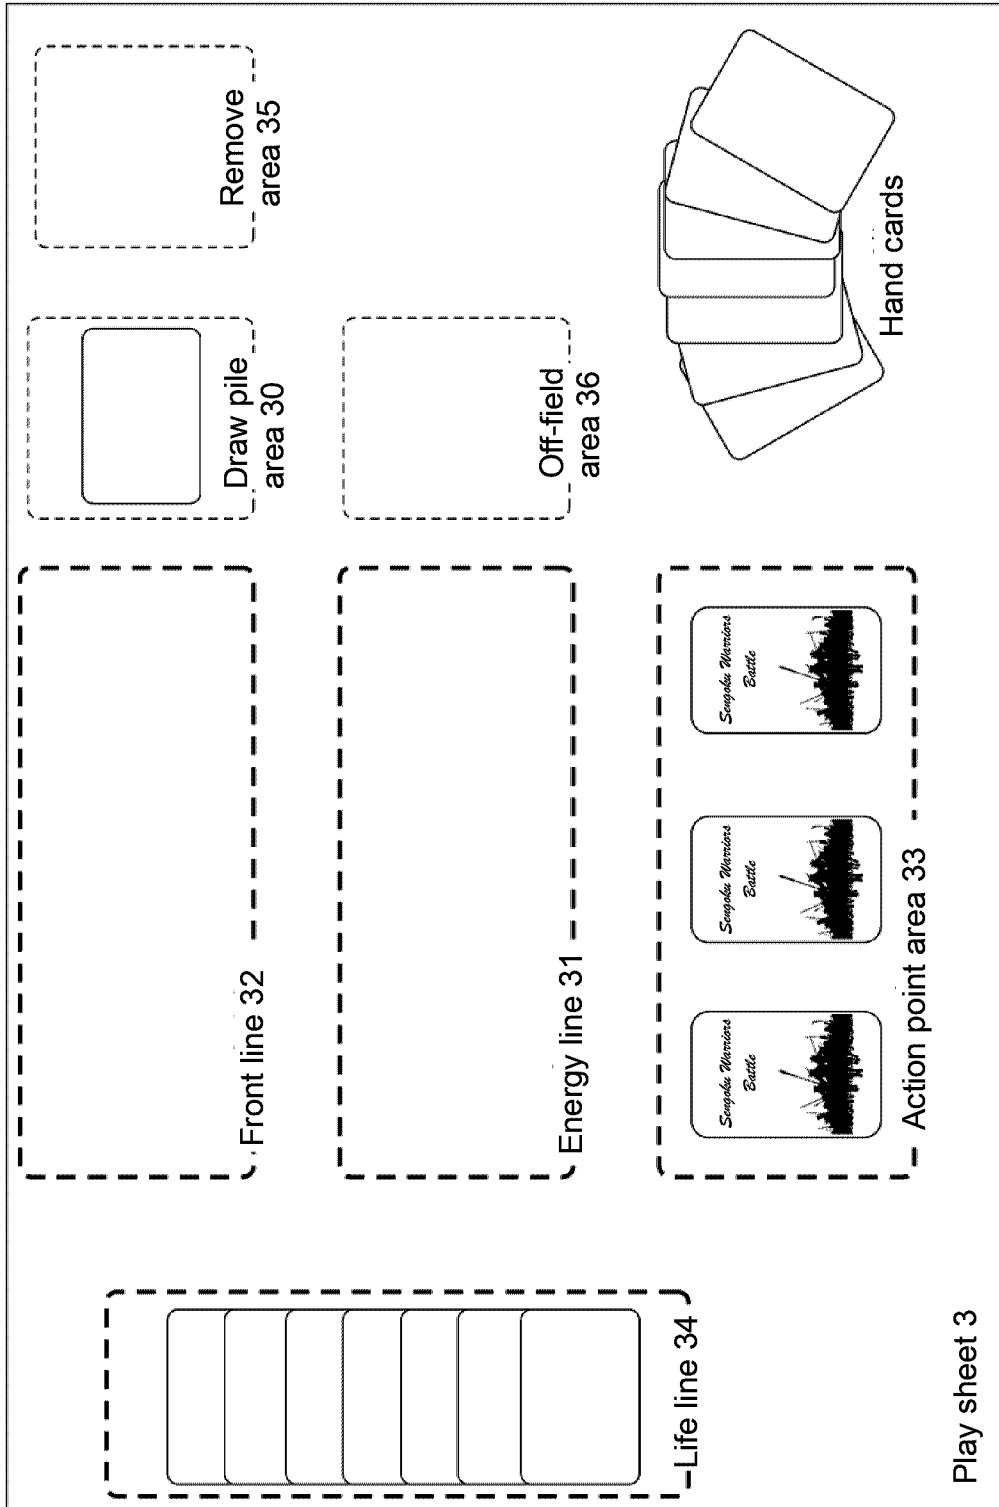 Front line 32
Draw pile
area 30
Remove
area 35
Life line 34
Energy line 31
Off-field
area 36
Sengoku Warriors
Battle
Sengoku Warriors
Battle
Sengoku Warriors
Battle
Action point area 33
Hand cards
Play sheet 3